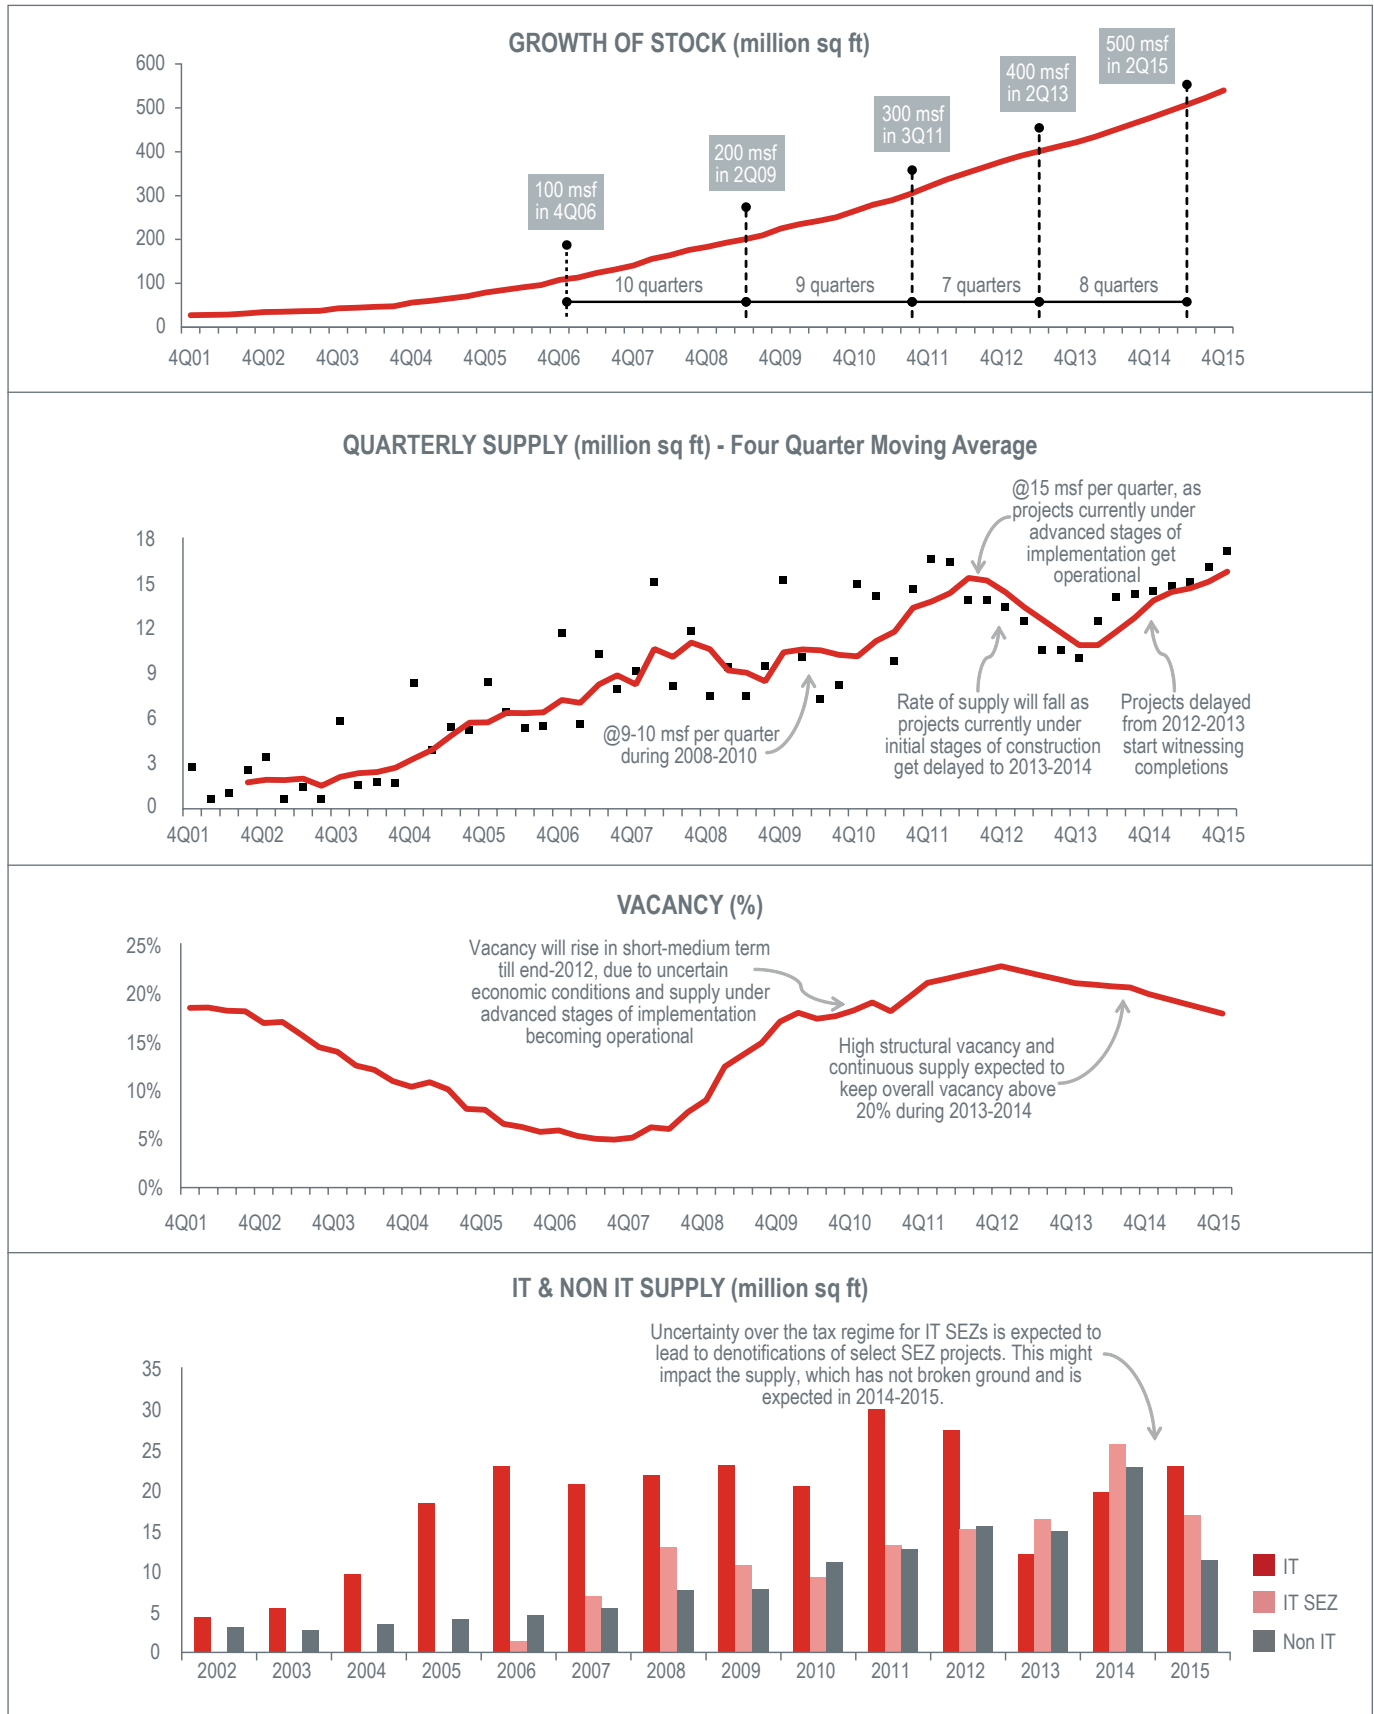 GROWTH OF STOCK (million sq ft)
600
500
400
300
200
100
0
100 msf
in 4Q06
200 msf
in 2Q09
300 msf
in 3Q11
400 msf
in 2Q13
500 msf
in 2Q15
10 quarters
9 quarters
7 quarters
8 quarters
4Q01 4Q02 4Q03 4Q04 4Q05 4Q06 4Q07 4Q08 4Q09 4Q10 4Q11 4Q12 4Q13 4Q14 4Q15
QUARTERLY SUPPLY (million sq ft) - Four Quarter Moving Average
18
15
12
9
6
3
0
@15 msf per quarter, as
projects currently under
advanced stages of
implementation get
operational
@9-10 msf per quarter
during 2008-2010
Rate of supply will fall as
projects currently under
initial stages of construction
get delayed to 2013-2014
Projects delayed
from 2012-2013
start witnessing
completions
4Q01 4Q02 4Q03 4Q04 4Q05 4Q06 4Q07 4Q08 4Q09 4Q10 4Q11 4Q12 4Q13 4Q14 4Q15
VACANCY (%)
25%
20%
15%
10%
5%
0%
Vacancy will rise in short-medium term
till end-2012, due to uncertain
economic conditions and supply under
advanced stages of implementation
becoming operational
High structural vacancy and
continuous supply expected to
keep overall vacancy above
20% during 2013-2014
4Q01 4Q02 4Q03 4Q04 4Q05 4Q06 4Q07 4Q08 4Q09 4Q10 4Q11 4Q12 4Q13 4Q14 4Q15
IT & NON IT SUPPLY (million sq ft)
Uncertainty over the tax regime for IT SEZs is expected to
lead to denotifications of select SEZ projects. This might
impact the supply, which has not broken ground and is
expected in 2014-2015.
35
30
25
20
15
10
5
0
2002 2003 2004 2005 2006 2007 2008 2009 2010 2011 2012 2013 2014 2015
IT
IT SEZ
Non IT